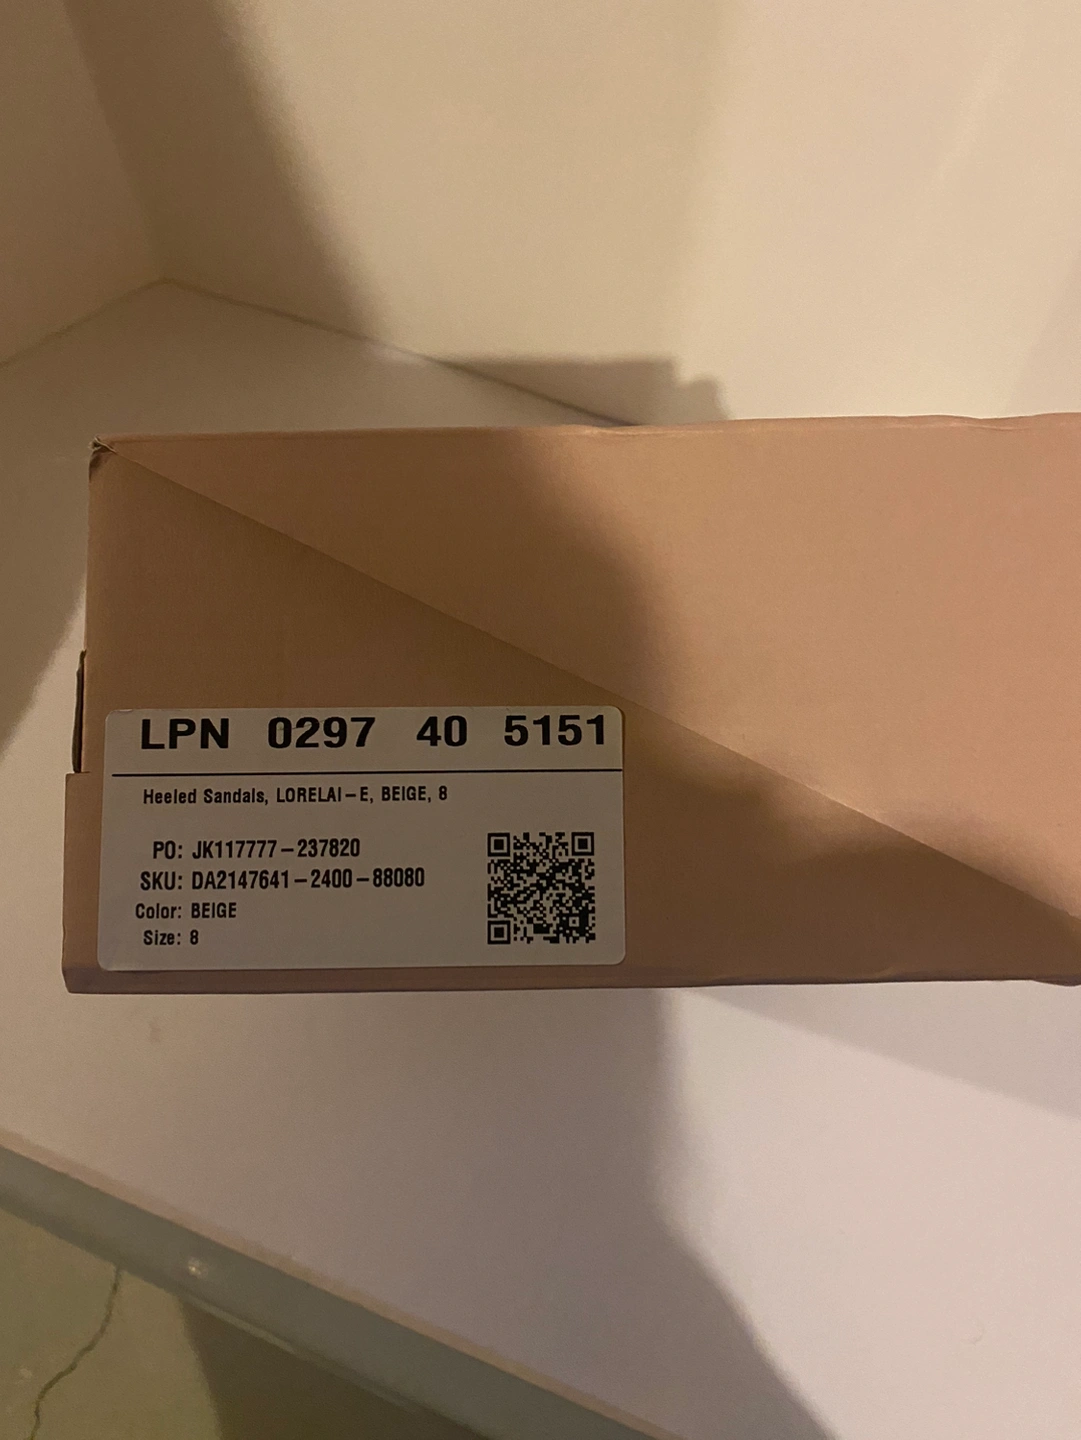 LPN 0297 40 5151
Heeled Sandals, LORELAI-E, BEIGE, 8
PO: JK117777-237820
SKU: DA2147641-2400-88080
Color: BEIGE
Size: 8